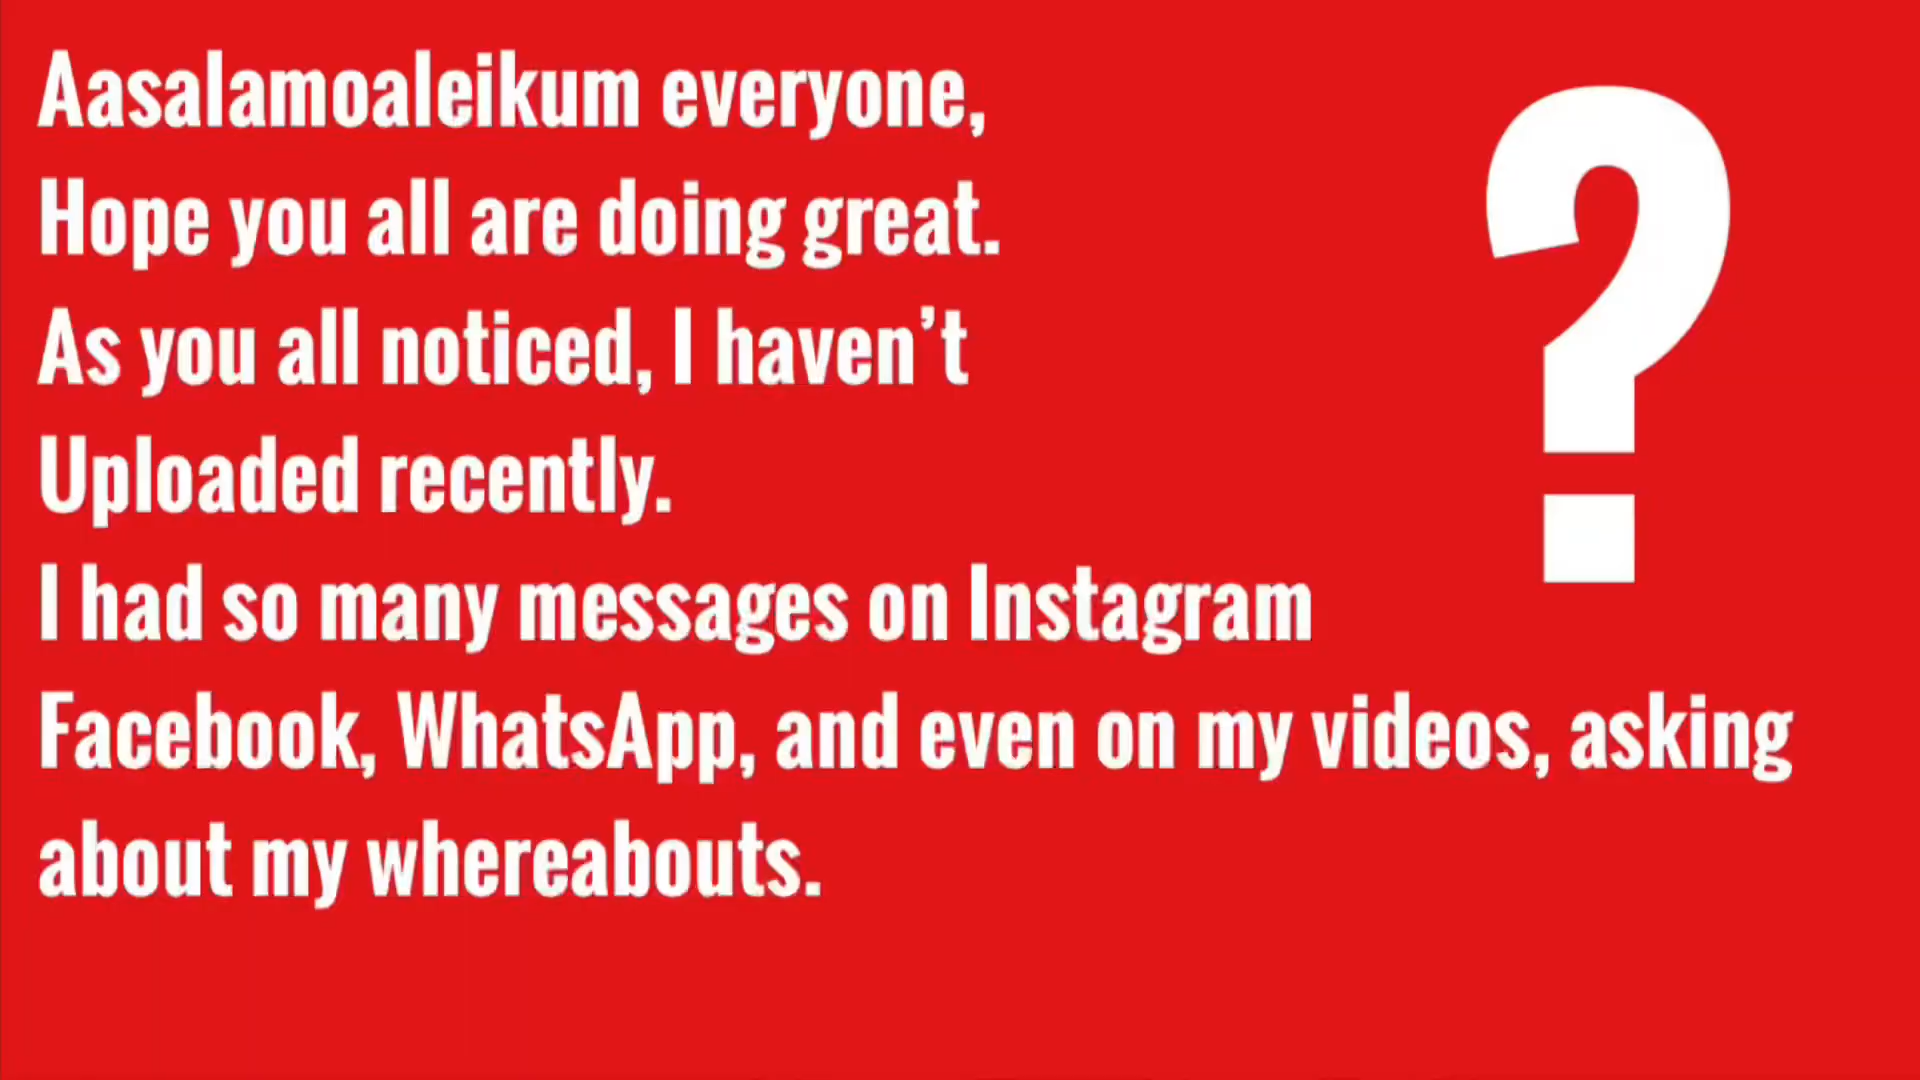 Aasalamoaleikum everyone,
Hope you all are doing great.
As you all noticed, I haven’t
Uploaded recently.
I had so many messages on Instagram
Facebook, WhatsApp, and even on my videos, asking
about my whereabouts.
?